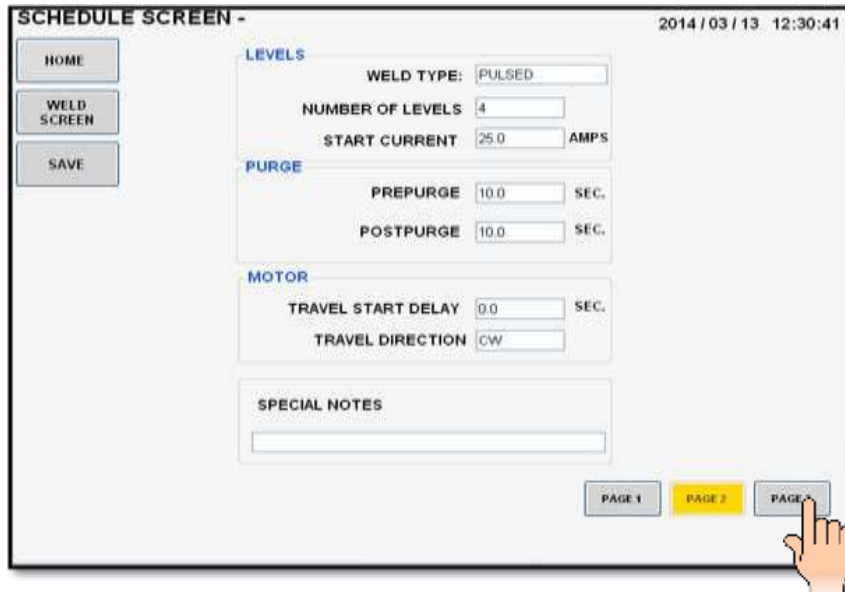 SCHEDULE SCREEN -
2014 / 03 / 13 12:30:41
HOME
WELD
SCREEN
SAVE
LEVELS
WELD TYPE: PULSED
NUMBER OF LEVELS 4
START CURRENT 25.0 AMPS
PURGE
PREPURGE 10.0 SEC.
POSTPURGE 10.0 SEC.
MOTOR
TRAVEL START DELAY 0.0 SEC.
TRAVEL DIRECTION CW
SPECIAL NOTES
PAGE 1 PAGE 2 PAGE